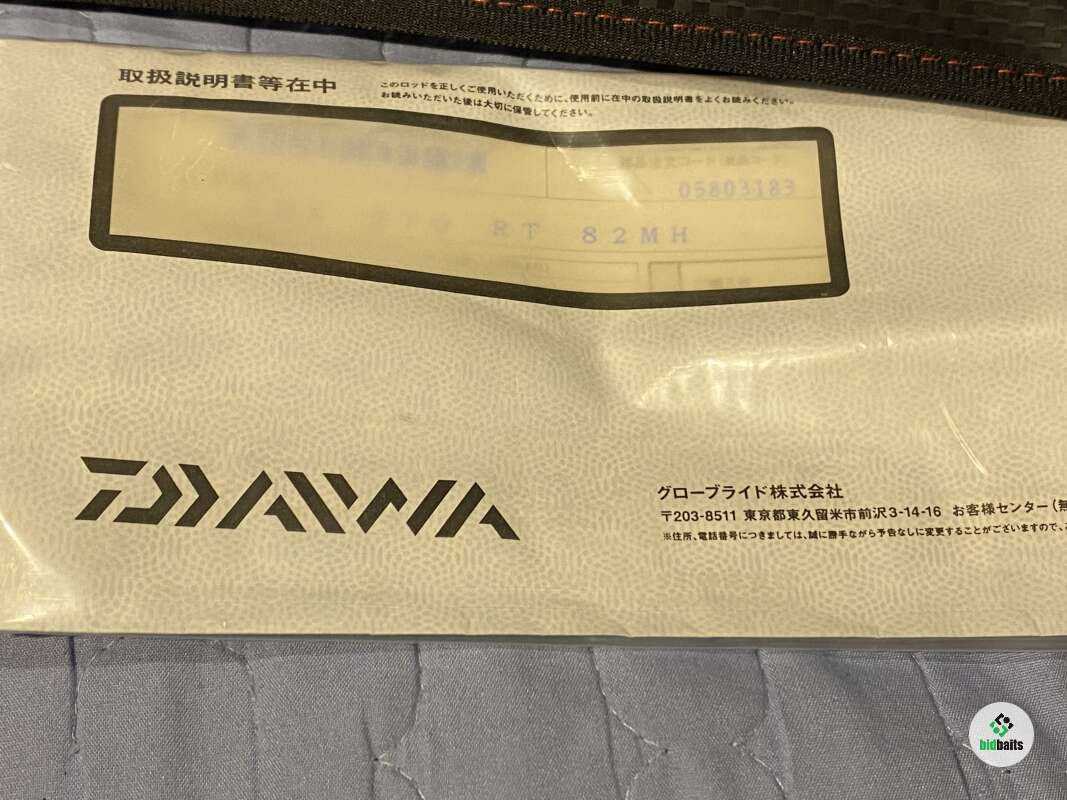 取扱説明書等在中
このロッドを正しくご使用いただくために、使用前に在中の取扱説明書をよくお読みください。
お読みいただいた後は大切に保管してください。
05803183
RT 82MH
DAIWA
グローブライド株式会社
〒203-8511 東京都東久留米市前沢3-14-16 お客様センター(無
※住所、電話番号につきましては、誠に勝手ながら予告なしに変更することがございますので、
bidbaits